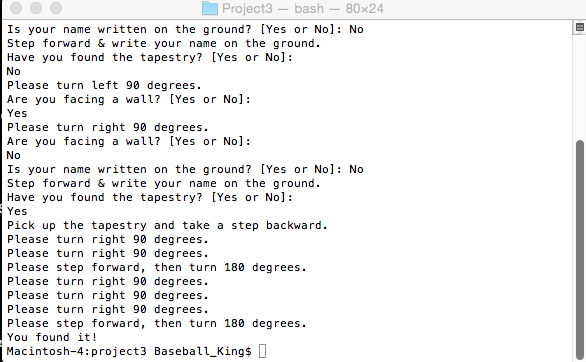 Project3 — bash — 80×24
Is your name written on the ground? [Yes or No]: No
Step forward & write your name on the ground.
Have you found the tapestry? [Yes or No]:
No
Please turn left 90 degrees.
Are you facing a wall? [Yes or No]:
Yes
Please turn right 90 degrees.
Are you facing a wall? [Yes or No]:
No
Is your name written on the ground? [Yes or No]: No
Step forward & write your name on the ground.
Have you found the tapestry? [Yes or No]:
Yes
Pick up the tapestry and take a step backward.
Please turn right 90 degrees.
Please turn right 90 degrees.
Please step forward, then turn 180 degrees.
Please turn right 90 degrees.
Please turn right 90 degrees.
Please turn right 90 degrees.
Please step forward, then turn 180 degrees.
You found it!
Macintosh-4:project3 Baseball_King$